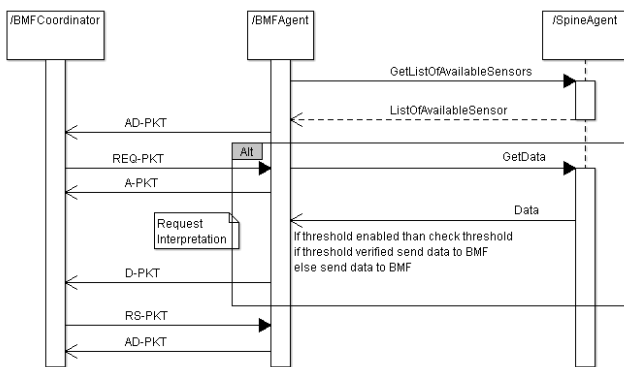 /BMFCoordinator
/BMFAgent
/SpineAgent
GetListOfAvailableSensors
ListOfAvailableSensor
AD-PKT
Alt
REQ-PKT
GetData
A-PKT
Request
Interpretation
Data
If threshold enabled than check threshold
if threshold verified send data to BMF
else send data to BMF
D-PKT
RS-PKT
AD-PKT